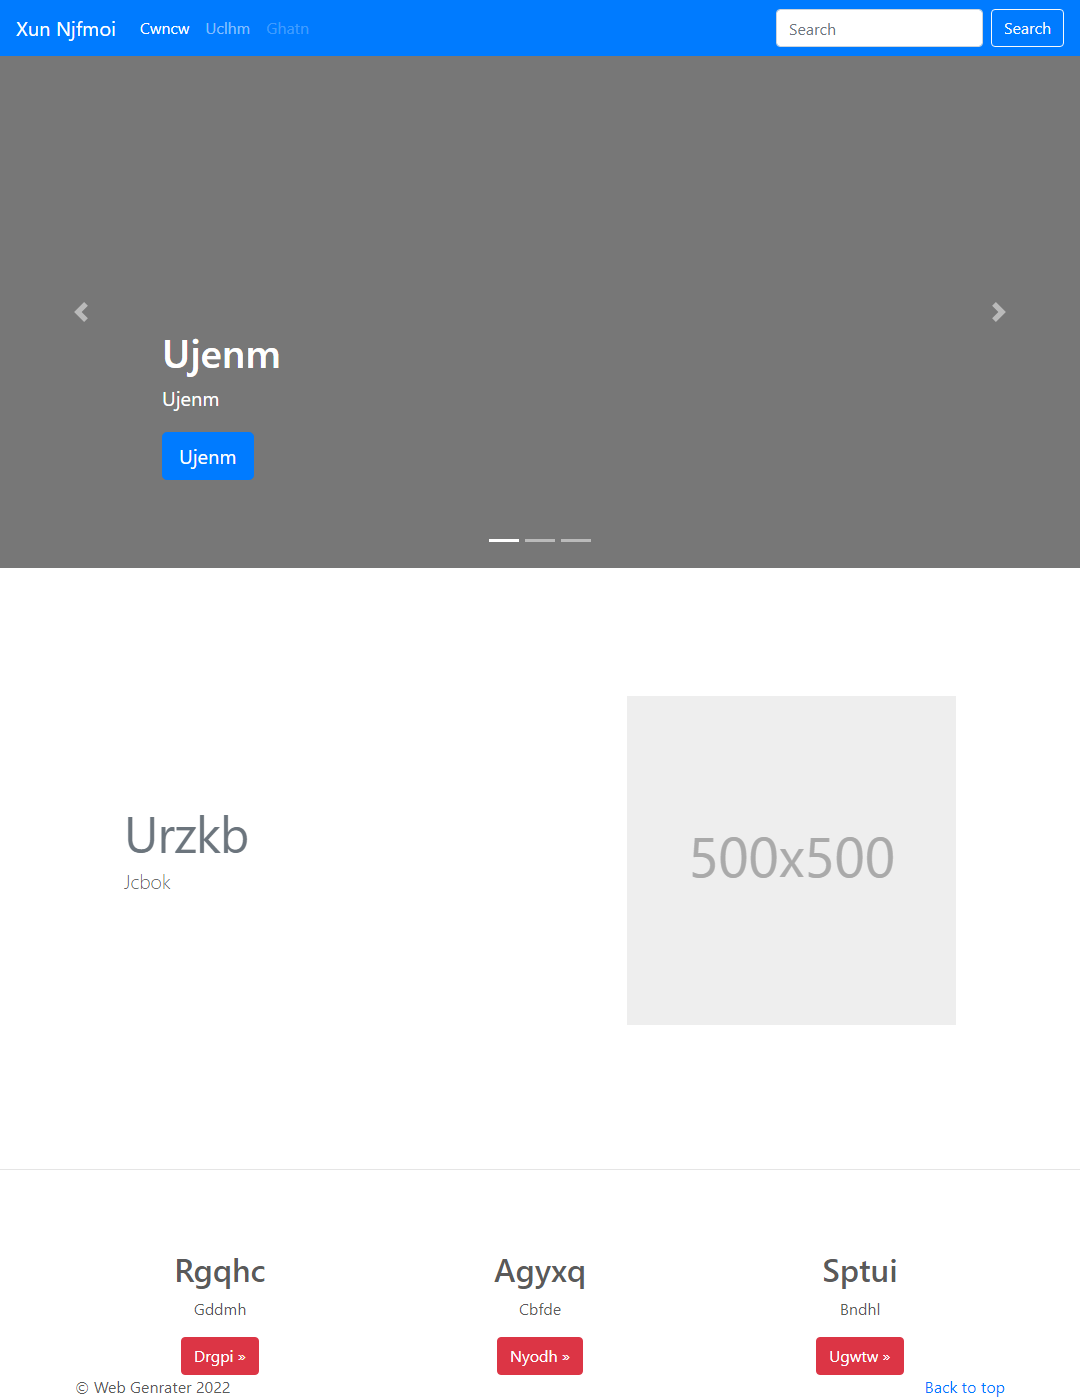 Xun Njfmoi Cwncw Uclhm Ghatn Search Search
Ujenm
Ujenm
Ujenm
Urzkb
Jcbok
500x500
Rgqhc Agyxq Sptui
Gddmh Cbfde Bndhl
Drgpi » Nyodh » Ugwtw »
© Web Genrater 2022 Back to top